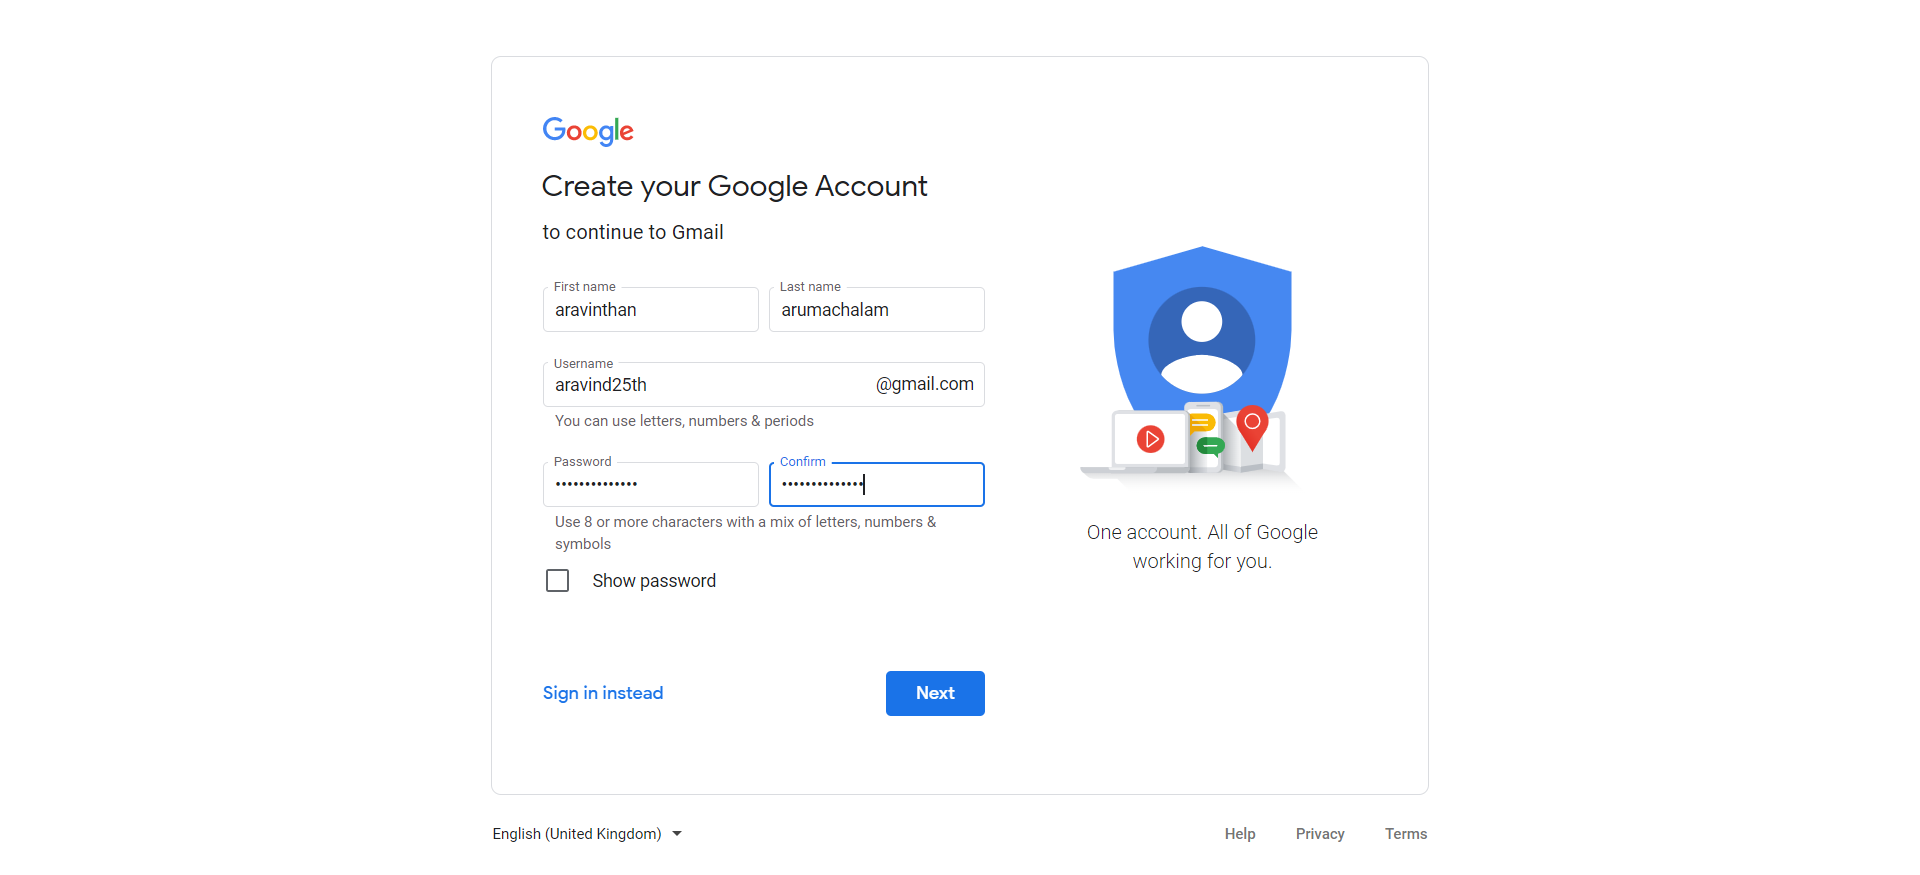 Google
Create your Google Account
to continue to Gmail
First name
aravinthan
Last name
arumachalam
Username
aravind25th
@gmail.com
You can use letters, numbers & periods
Password
••••••••••••••
Confirm
••••••••••••••
Use 8 or more characters with a mix of letters, numbers &
symbols
Show password
Sign in instead
Next
One account. All of Google
working for you.
English (United Kingdom)
Help
Privacy
Terms